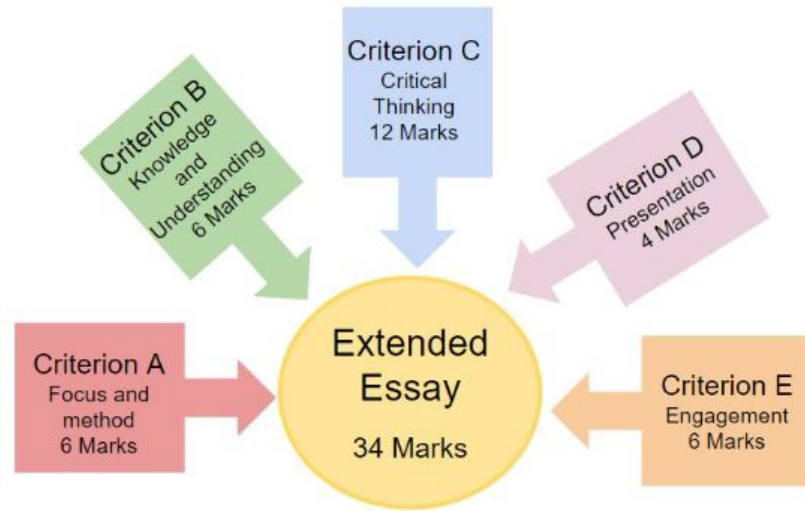 Criterion A
Focus and
method
6 Marks
Criterion B
Knowledge
and
Understanding
6 Marks
Criterion C
Critical
Thinking
12 Marks
Criterion D
Presentation
4 Marks
Criterion E
Engagement
6 Marks
Extended
Essay
34 Marks